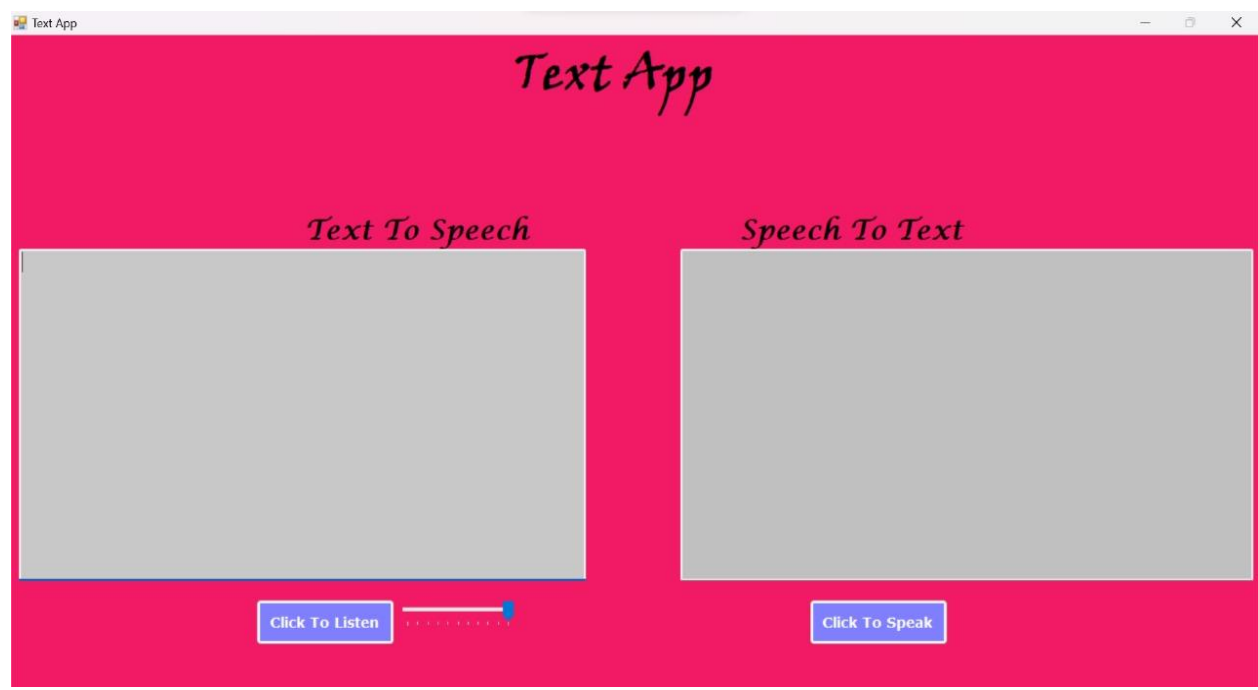 Text App
Text App
Text To Speech
Speech To Text
Click To Listen
Click To Speak